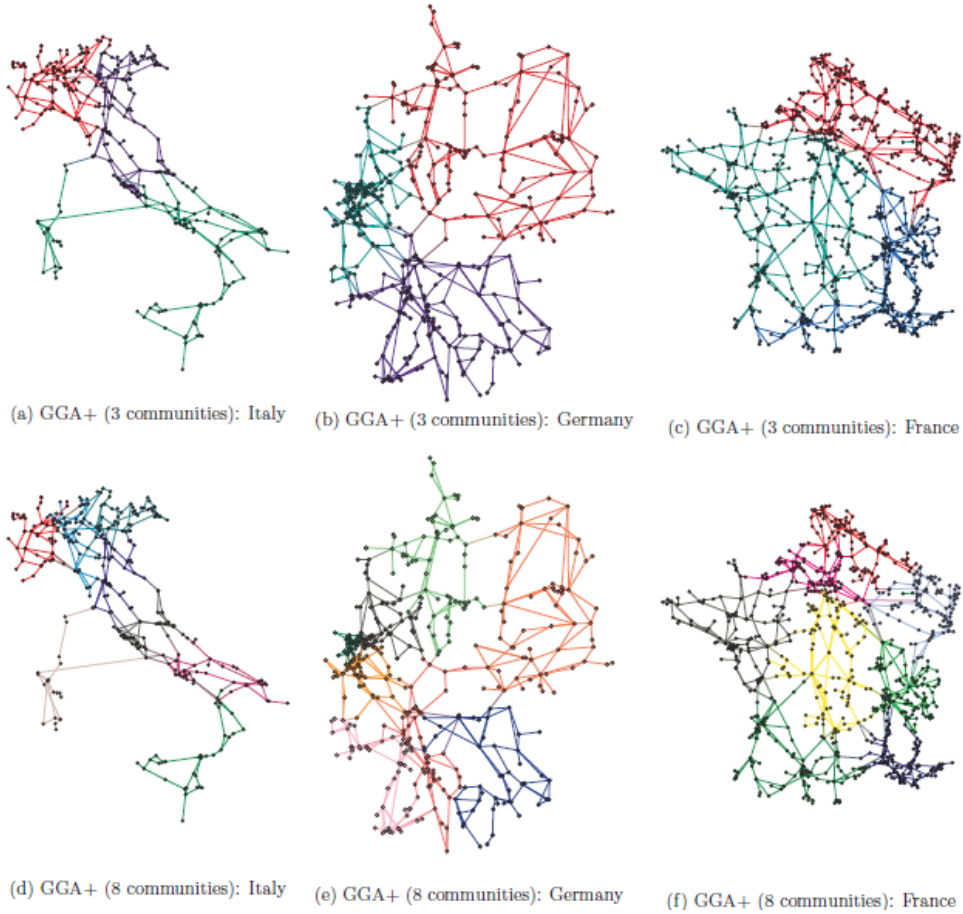 (a) GGA+ (3 communities): Italy
(b) GGA+ (3 communities): Germany
(c) GGA+ (3 communities): France
(d) GGA+ (8 communities): Italy
(e) GGA+ (8 communities): Germany
(f) GGA+ (8 communities): France